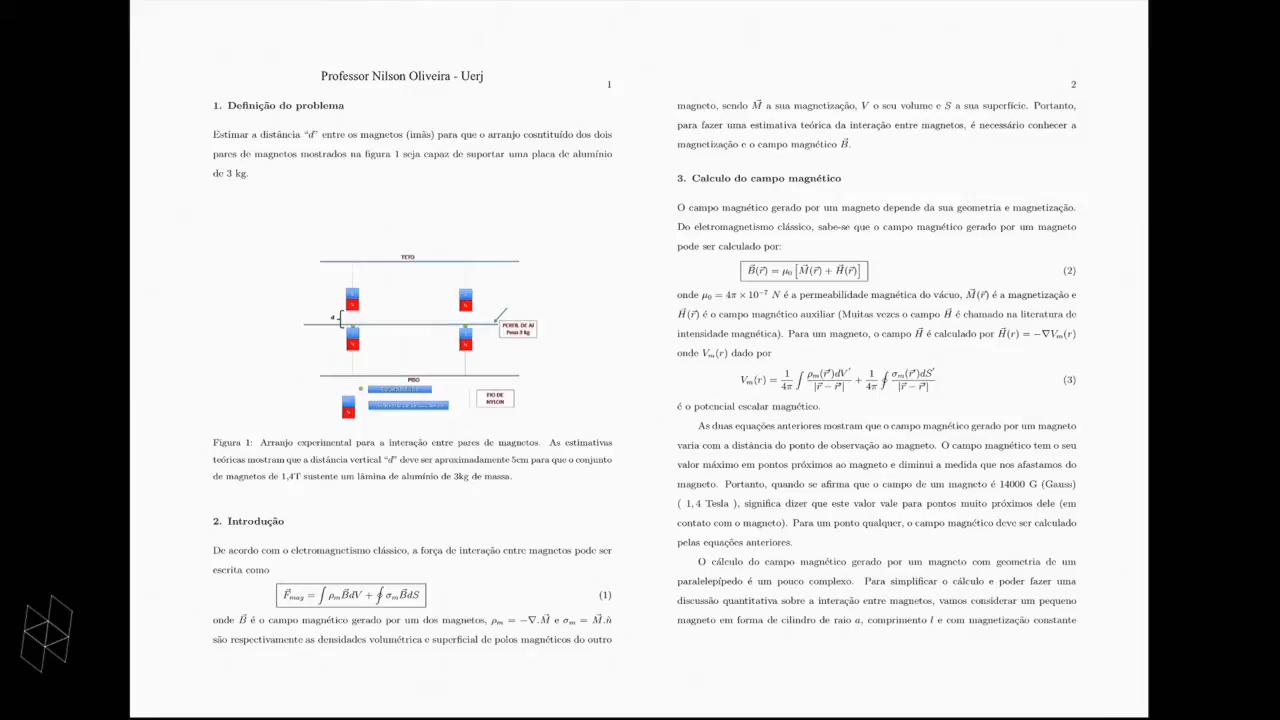 Professor Nilson Oliveira - Uerj
1
1. Definição do problema
Estimar a distância “d” entre os magnetos (imãs) para que o arranjo cosntituído dos dois
pares de magnetos mostrados na figura 1 seja capaz de suportar uma placa de alumínio
de 3 kg.
TETO
S
N
N
d
PERFIL DE Al
Peso 3 kg
N
N
PISO
N
FIO DE
NYLON
Figura 1: Arranjo experimental para a interação entre pares de magnetos. As estimativas
teóricas mostram que a distância vertical “d” deve ser aproximadamente 5cm para que o conjunto
de magnetos de 1,4T sustente um lâmina de alumínio de 3kg de massa.
2. Introdução
De acordo com o eletromagnetismo clássico, a força de interação entre magnetos pode ser
escrita como
F⃗mag = ∫ ρm B⃗dV + ∮ σm B⃗dS (1)
onde B⃗ é o campo magnético gerado por um dos magnetos, ρm = −∇.M⃗ e σm = M⃗.n̂
são respectivamente as densidades volumétrica e superficial de polos magnéticos do outro
2
magneto, sendo M⃗ a sua magnetização, V o seu volume e S a sua superfície. Portanto,
para fazer uma estimativa teórica da interação entre magnetos, é necessário conhecer a
magnetização e o campo magnético B⃗.
3. Calculo do campo magnético
O campo magnético gerado por um magneto depende da sua geometria e magnetização.
Do eletromagnetismo clássico, sabe-se que o campo magnético gerado por um magneto
pode ser calculado por:
B⃗(r⃗) = μ0 [M⃗(r⃗) + H⃗(r⃗)] (2)
onde μ0 = 4π × 10−7 N é a permeabilidade magnética do vácuo, M⃗(r⃗) é a magnetização e
H⃗(r⃗) é o campo magnético auxiliar (Muitas vezes o campo H⃗ é chamado na literatura de
intensidade magnética). Para um magneto, o campo H⃗ é calculado por H⃗(r) = −∇Vm(r)
onde Vm(r) dado por
Vm(r) = 1/4π ∫ ρm(r⃗′)dV′/|r⃗ − r⃗′| + 1/4π ∮ σm(r⃗′)dS′/|r⃗ − r⃗′| (3)
é o potencial escalar magnético.
As duas equações anteriores mostram que o campo magnético gerado por um magneto
varia com a distância do ponto de observação ao magneto. O campo magnético tem o seu
valor máximo em pontos próximos ao magneto e diminui a medida que nos afastamos do
magneto. Portanto, quando se afirma que o campo de um magneto é 14000 G (Gauss)
( 1, 4 Tesla ), significa dizer que este valor vale para pontos muito próximos dele (em
contato com o magneto). Para um ponto qualquer, o campo magnético deve ser calculado
pelas equações anteriores.
O cálculo do campo magnético gerado por um magneto com geometria de um
paralelepípedo é um pouco complexo. Para simplificar o cálculo e poder fazer uma
discussão quantitativa sobre a interação entre magnetos, vamos considerar um pequeno
magneto em forma de cilindro de raio a, comprimento l e com magnetização constante